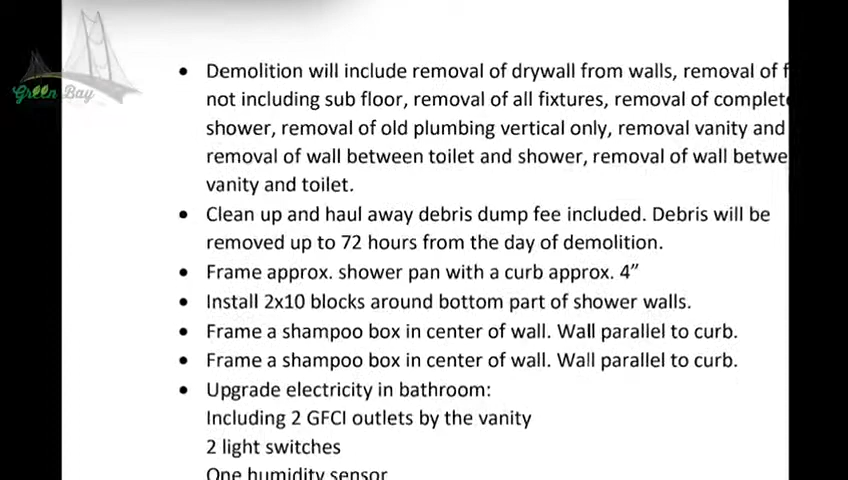 Green Bay
• Demolition will include removal of drywall from walls, removal of
not including sub floor, removal of all fixtures, removal of complete
shower, removal of old plumbing vertical only, removal vanity and
removal of wall between toilet and shower, removal of wall betwe
vanity and toilet.
• Clean up and haul away debris dump fee included. Debris will be
removed up to 72 hours from the day of demolition.
• Frame approx. shower pan with a curb approx. 4”
• Install 2x10 blocks around bottom part of shower walls.
• Frame a shampoo box in center of wall. Wall parallel to curb.
• Frame a shampoo box in center of wall. Wall parallel to curb.
• Upgrade electricity in bathroom:
Including 2 GFCI outlets by the vanity
2 light switches
One humidity sensor